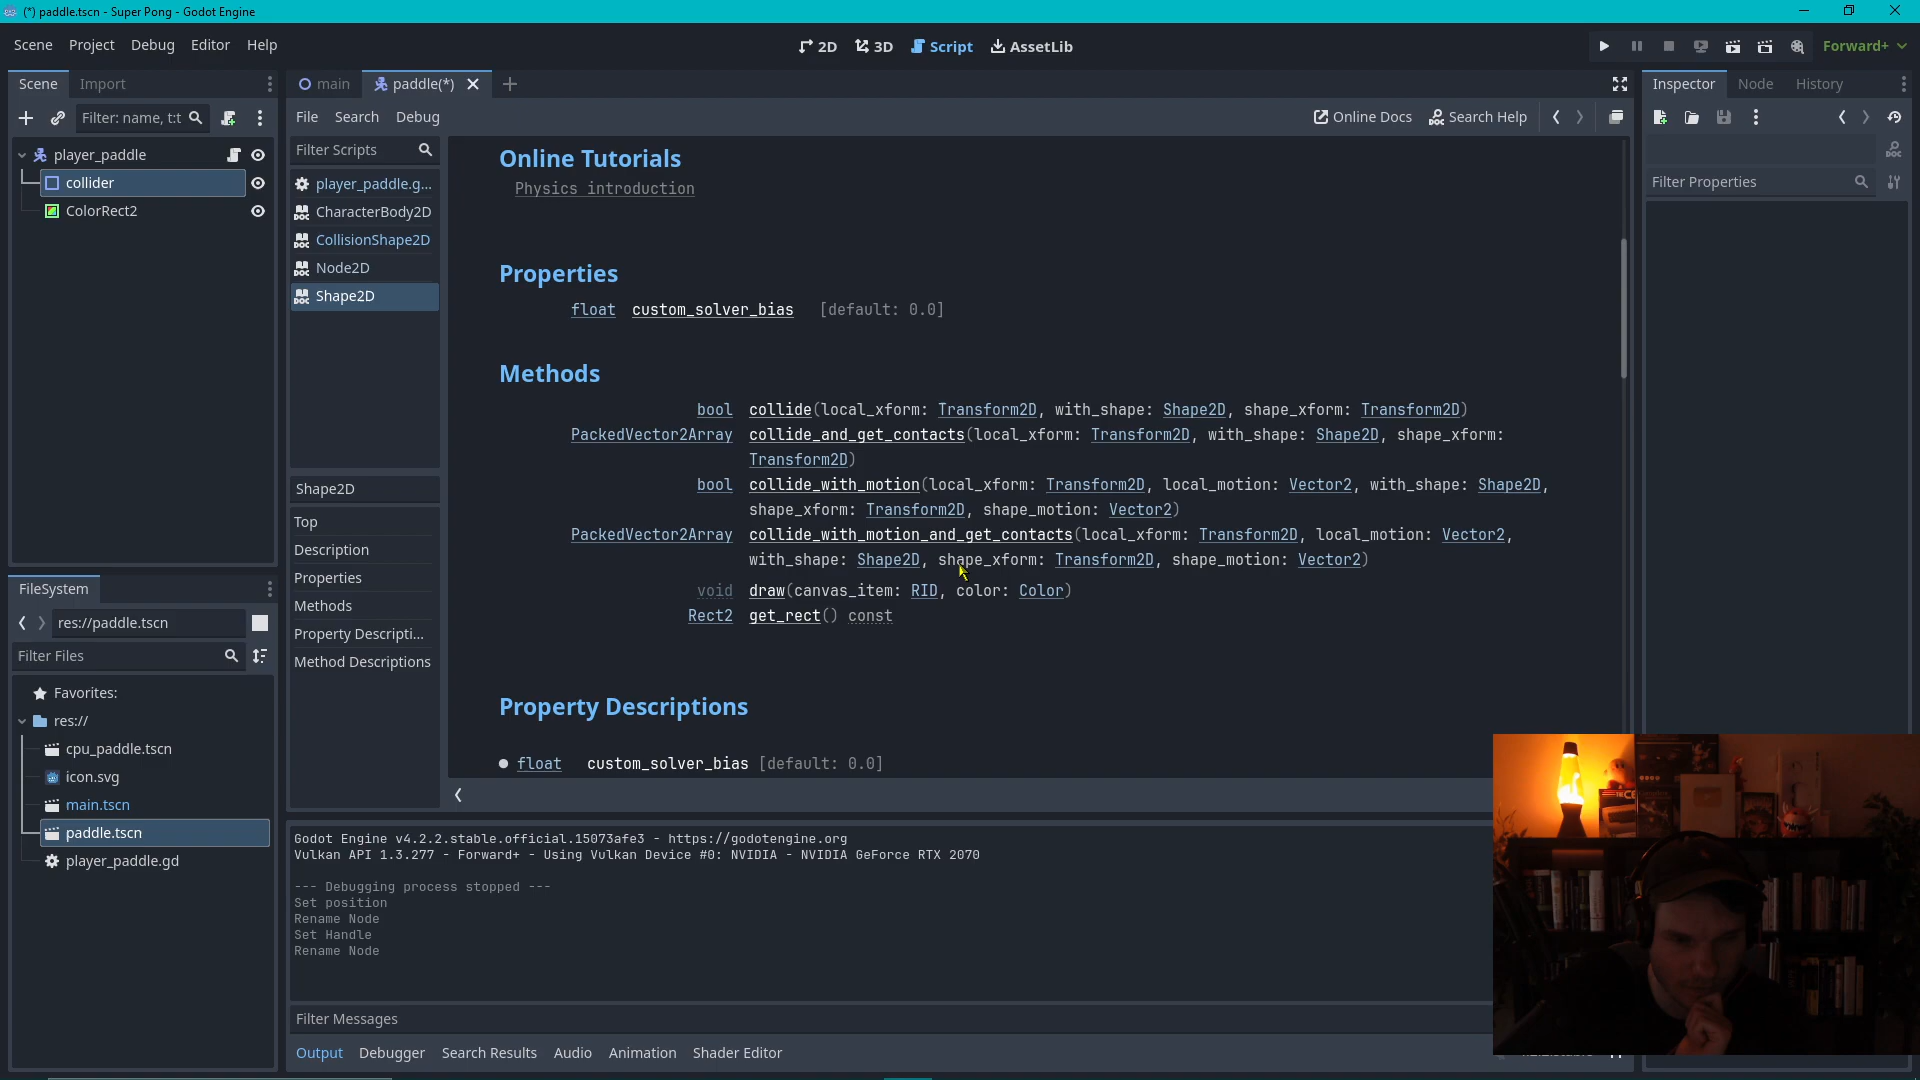 (*) paddle.tscn - Super Pong - Godot Engine
Scene Project Debug Editor Help
2D 3D Script AssetLib
Forward+
Scene Import
main paddle(*)
Inspector Node History
Filter: name, t:t
File Search Debug
Online Docs Search Help
Filter Scripts
Filter Properties
player_paddle
collider
ColorRect2
player_paddle.g...
CharacterBody2D
CollisionShape2D
Node2D
Shape2D
Shape2D
Top
Description
Properties
Methods
Property Descripti...
Method Descriptions
Online Tutorials
Physics introduction
Properties
float custom_solver_bias [default: 0.0]
Methods
bool collide(local_xform: Transform2D, with_shape: Shape2D, shape_xform: Transform2D)
PackedVector2Array collide_and_get_contacts(local_xform: Transform2D, with_shape: Shape2D, shape_xform:
Transform2D)
bool collide_with_motion(local_xform: Transform2D, local_motion: Vector2, with_shape: Shape2D,
shape_xform: Transform2D, shape_motion: Vector2)
PackedVector2Array collide_with_motion_and_get_contacts(local_xform: Transform2D, local_motion: Vector2,
with_shape: Shape2D, shape_xform: Transform2D, shape_motion: Vector2)
void draw(canvas_item: RID, color: Color)
Rect2 get_rect() const
Property Descriptions
float custom_solver_bias [default: 0.0]
FileSystem
res://paddle.tscn
Filter Files
Favorites:
res://
cpu_paddle.tscn
icon.svg
main.tscn
paddle.tscn
player_paddle.gd
Godot Engine v4.2.2.stable.official.15073afe3 - https://godotengine.org
Vulkan API 1.3.277 - Forward+ - Using Vulkan Device #0: NVIDIA - NVIDIA GeForce RTX 2070
--- Debugging process stopped ---
Set position
Rename Node
Set Handle
Rename Node
Filter Messages
Output Debugger Search Results Audio Animation Shader Editor